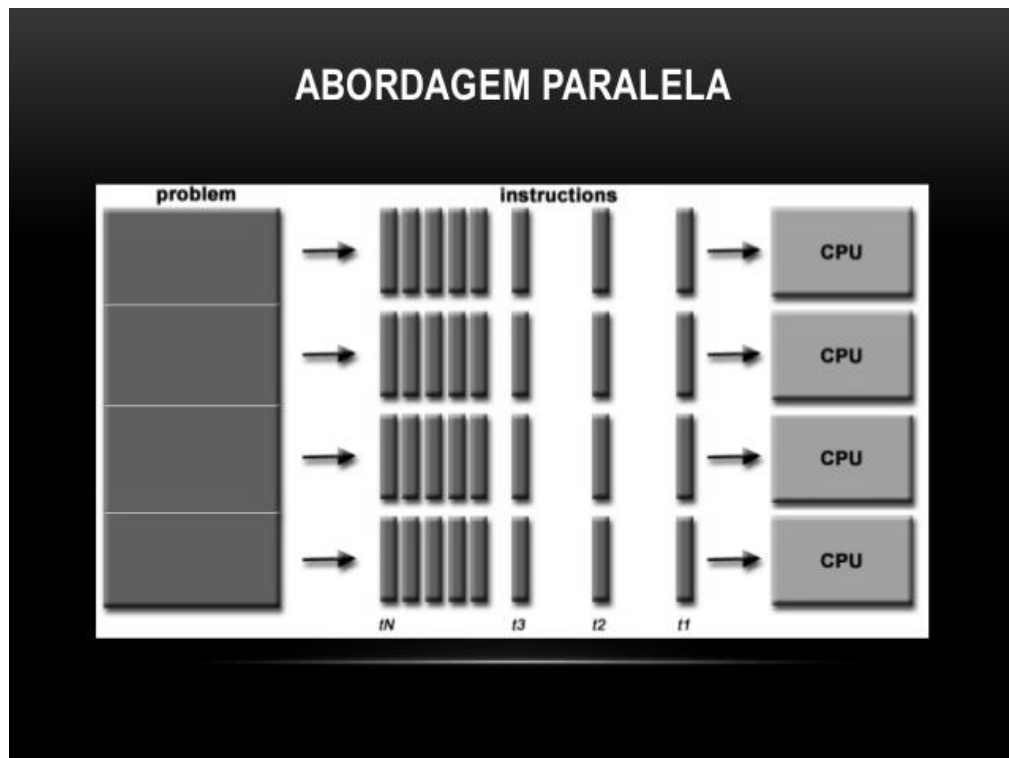 ABORDAGEM PARALELA
problem instructions
CPU
CPU
CPU
CPU
tN t3 t2 t1